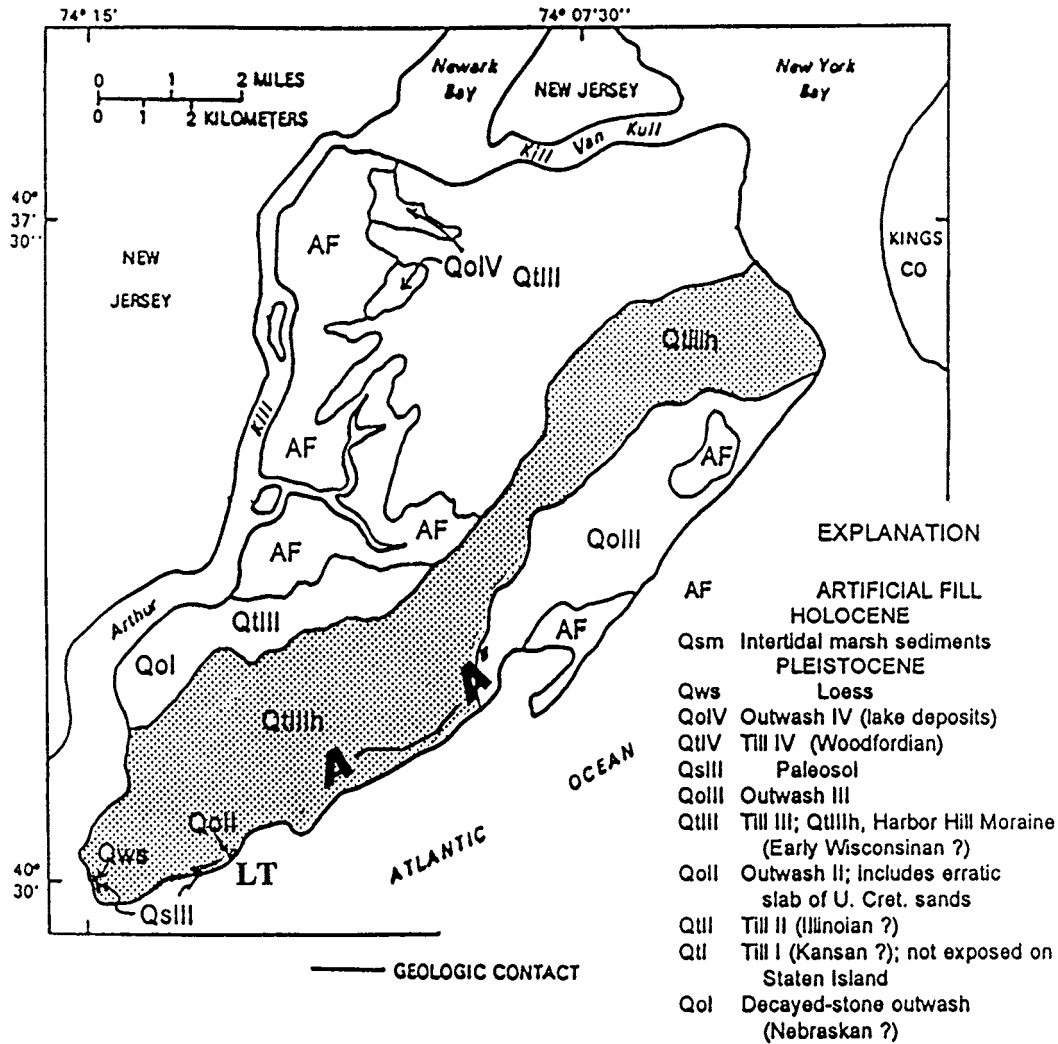 74° 15'
74° 07'30''
0 1 2 MILES
0 1 2 KILOMETERS
Newark
Bay
NEW JERSEY
New York
Bay
Kill Van Kull
40°
37'
30''
NEW
JERSEY
AF
QoIV
QtIII
KINGS
CO
QtIIIh
Kill
AF
AF
AF
AF
QoIII
Arthur
QtIII
QoI
AF
A'
QtIIIh
A
OCEAN
ATLANTIC
QoII
Qws
LT
40°
30'
QsIII
GEOLOGIC CONTACT
EXPLANATION
AF ARTIFICIAL FILL
HOLOCENE
Qsm Intertidal marsh sediments
PLEISTOCENE
Qws Loess
QoIV Outwash IV (lake deposits)
QtIV Till IV (Woodfordian)
QsIII Paleosol
QoIII Outwash III
QtIII Till III; QtIIIh, Harbor Hill Moraine
(Early Wisconsinan ?)
QoII Outwash II; Includes erratic
slab of U. Cret. sands
QtII Till II (Illinoian ?)
QtI Till I (Kansan ?); not exposed on
Staten Island
QoI Decayed-stone outwash
(Nebraskan ?)